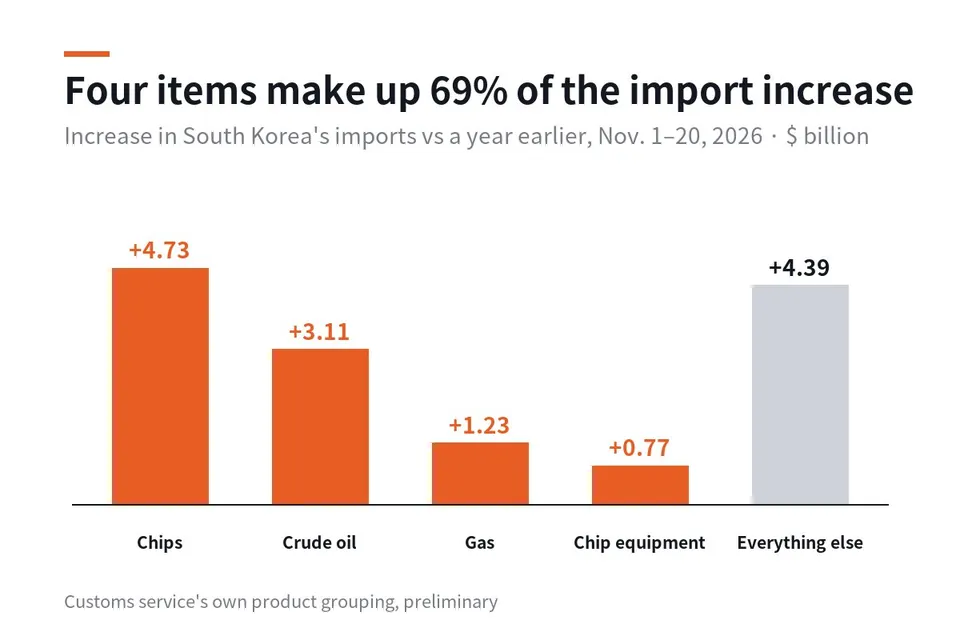 Four items make up 69% of the import increase
Increase in South Korea's imports vs a year earlier, Nov. 1–20, 2026 · $ billion
+4.73
+3.11
+1.23
+0.77
+4.39
Chips
Crude oil
Gas
Chip equipment
Everything else
Customs service's own product grouping, preliminary